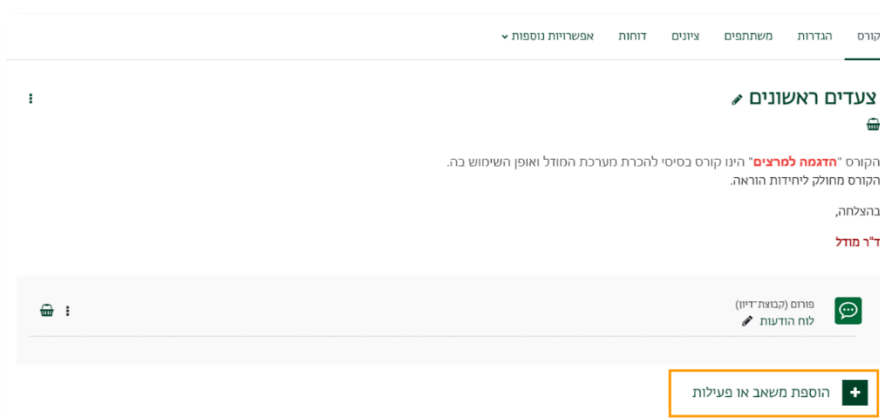 קורס הגדרות משתתפים ציונים דוחות אפשרויות נוספות
צעדים ראשונים
הקורס "הדגמה למרצים" הינו קורס בסיסי להכרת מערכת המודל ואופן השימוש בה.
הקורס מחולק ליחידות הוראה.
בהצלחה,
ד"ר מודל
פורום (קבוצת־דיון)
לוח הודעות
הוספת משאב או פעילות